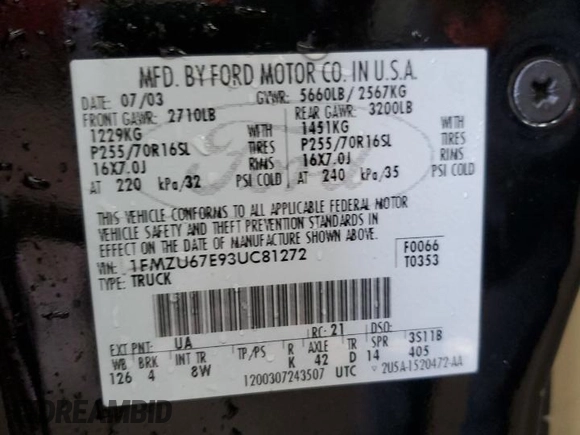 MFD. BY FORD MOTOR CO. IN U.S.A.
DATE: 07/03 GVWR: 5660LB/ 2567KG
FRONT GAWR: 2710LB REAR GAWR: 3200LB
1229KG WITH 1451KG WITH
P255/70R16SL TIRES P255/70R16SL TIRES
16X7.0J RIMS 16X7.0J RIMS
AT 220 kPa/32 PSI COLD AT 240 kPa/35 PSI COLD
THIS VEHICLE CONFORMS TO ALL APPLICABLE FEDERAL MOTOR
VEHICLE SAFETY AND THEFT PREVENTION STANDARDS IN
EFFECT ON THE DATE OF MANUFACTURE SHOWN ABOVE.
VIN: 1FMZU67E93UC81272 F0066
TYPE: TRUCK T0353
EXT PNT: UA RC: 21 DSO:
WB BRK INT TR TP/PS R AXLE TR SPR 3S11B
126 4 8W K 42 D 14 405
1200307243507 UTC 2U5A-1520472-AA
Ford
DREAMBID